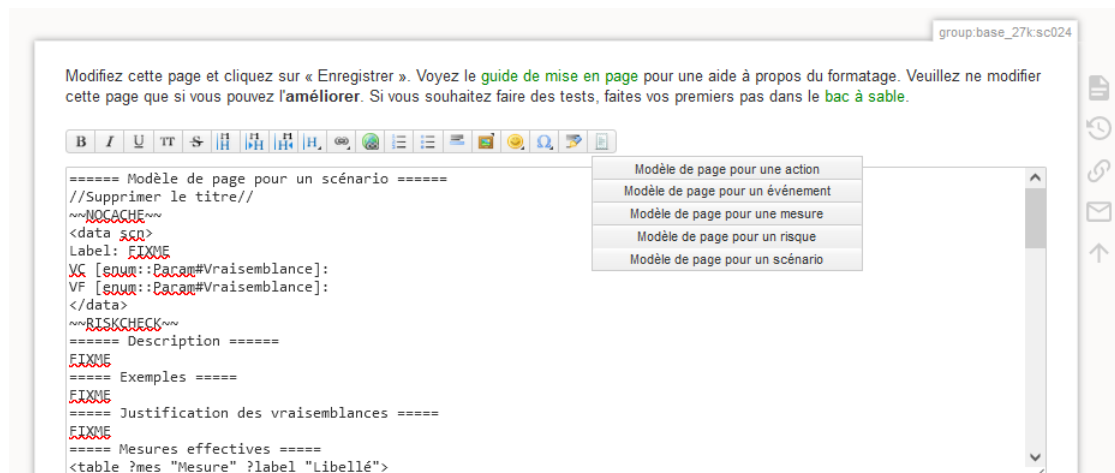 group:base_27k:sc024
Modifiez cette page et cliquez sur « Enregistrer ». Voyez le guide de mise en page pour une aide à propos du formatage. Veuillez ne modifier
cette page que si vous pouvez l'améliorer. Si vous souhaitez faire des tests, faites vos premiers pas dans le bac à sable.
B I U TT S H H H H, Ω
Modèle de page pour une action
Modèle de page pour un événement
Modèle de page pour une mesure
Modèle de page pour un risque
Modèle de page pour un scénario
====== Modèle de page pour un scénario ======
//Supprimer le titre//
~~NOCACHE~~
<data scn>
Label: FIXME
VC [enum::Param#Vraisemblance]:
VF [enum::Param#Vraisemblance]:
</data>
~~RISKCHECK~~
====== Description ======
FIXME
===== Exemples =====
FIXME
===== Justification des vraisemblances =====
FIXME
===== Mesures effectives =====
<table ?mes "Mesure" ?label "Libellé">